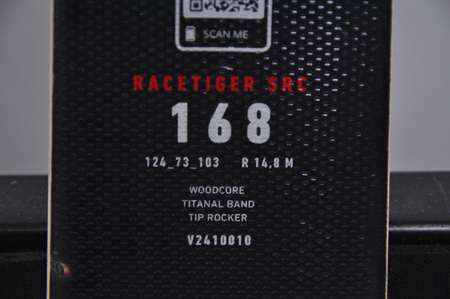 SCAN ME
RACETIGER SRC
168
124_73_103 R 14,8 M
WOODCORE
TITANAL BAND
TIP ROCKER
V2410010